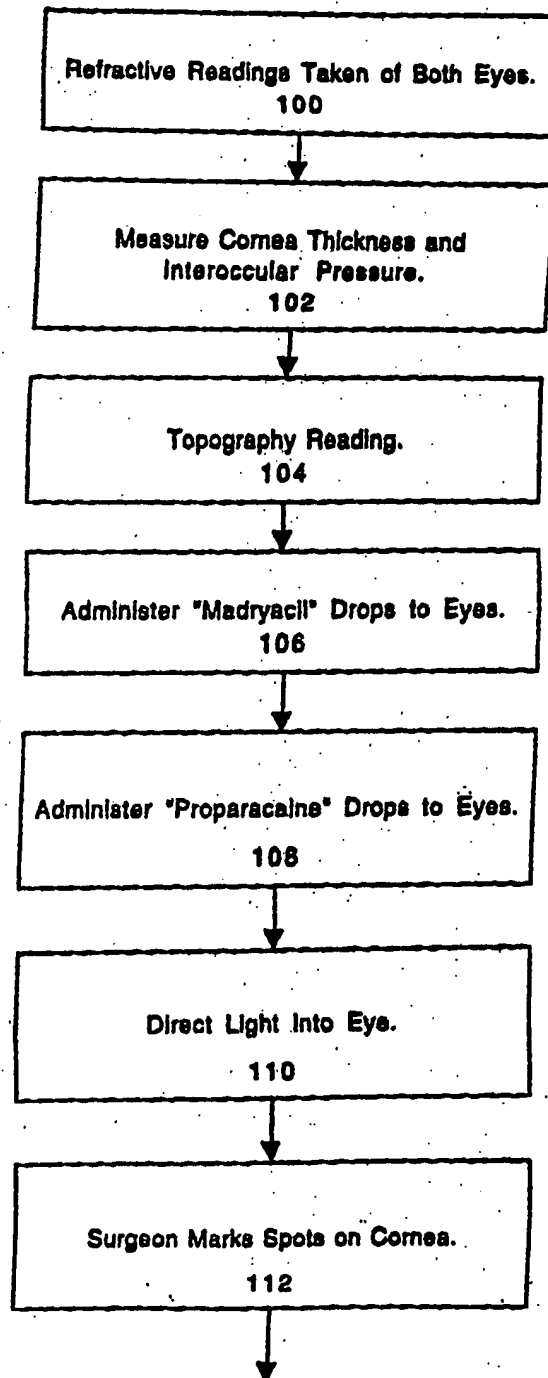 Refractive Readings Taken of Both Eyes.
100
Measure Cornea Thickness and
Interoccular Pressure.
102
Topography Reading.
104
Administer "Madryacil" Drops to Eyes.
106
Administer "Proparacaine" Drops to Eyes.
108
Direct Light Into Eye.
110
Surgeon Marks Spots on Cornea.
112